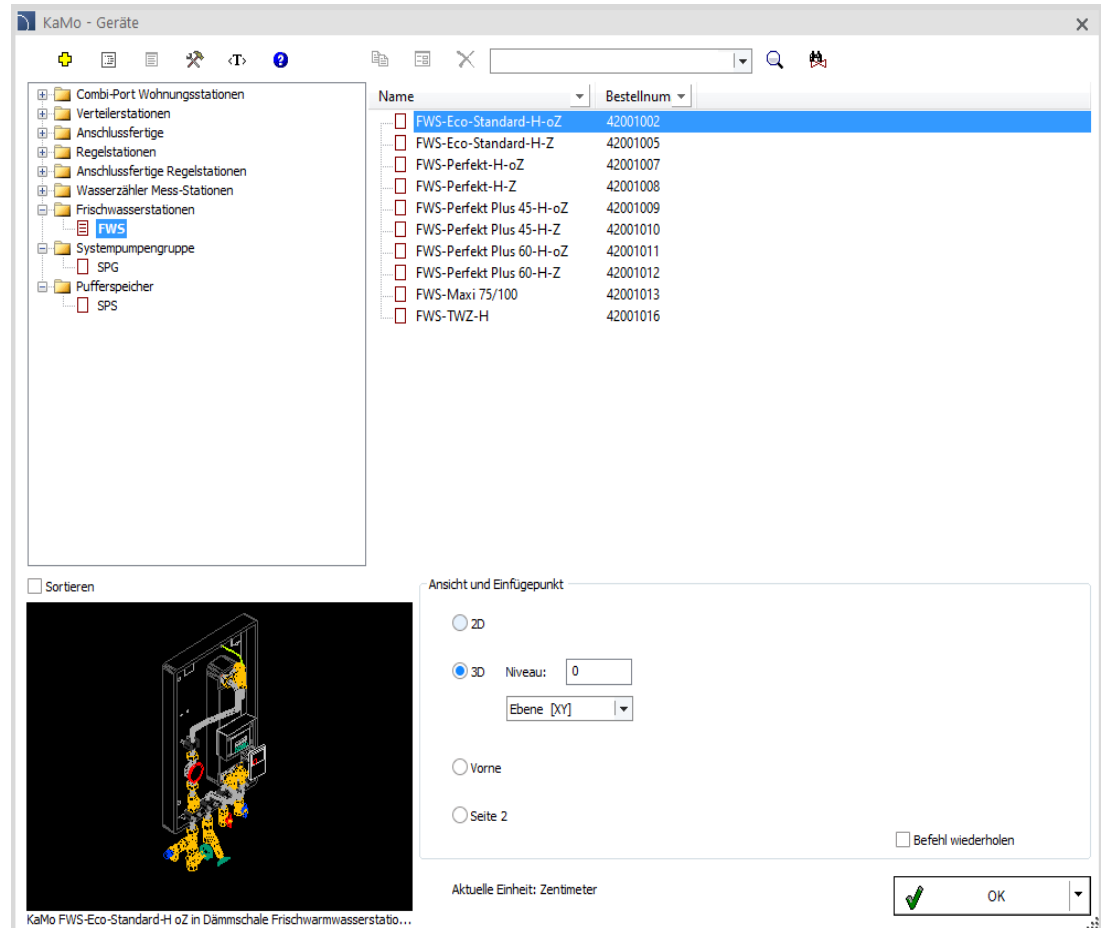 KaMo - Geräte
‹T›
Combi-Port Wohnungsstationen
Verteilerstationen
Anschlussfertige
Regelstationen
Anschlussfertige Regelstationen
Wasserzähler Mess-Stationen
Frischwasserstationen
FWS
Systempumpengruppe
SPG
Pufferspeicher
SPS
Name Bestellnum
FWS-Eco-Standard-H-oZ 42001002
FWS-Eco-Standard-H-Z 42001005
FWS-Perfekt-H-oZ 42001007
FWS-Perfekt-H-Z 42001008
FWS-Perfekt Plus 45-H-oZ 42001009
FWS-Perfekt Plus 45-H-Z 42001010
FWS-Perfekt Plus 60-H-oZ 42001011
FWS-Perfekt Plus 60-H-Z 42001012
FWS-Maxi 75/100 42001013
FWS-TWZ-H 42001016
Sortieren
KaMo FWS-Eco-Standard-H oZ in Dämmschale Frischwarmwasserstatio...
Ansicht und Einfügepunkt
2D
3D Niveau: 0
Ebene [XY]
Vorne
Seite 2
Befehl wiederholen
Aktuelle Einheit: Zentimeter
OK